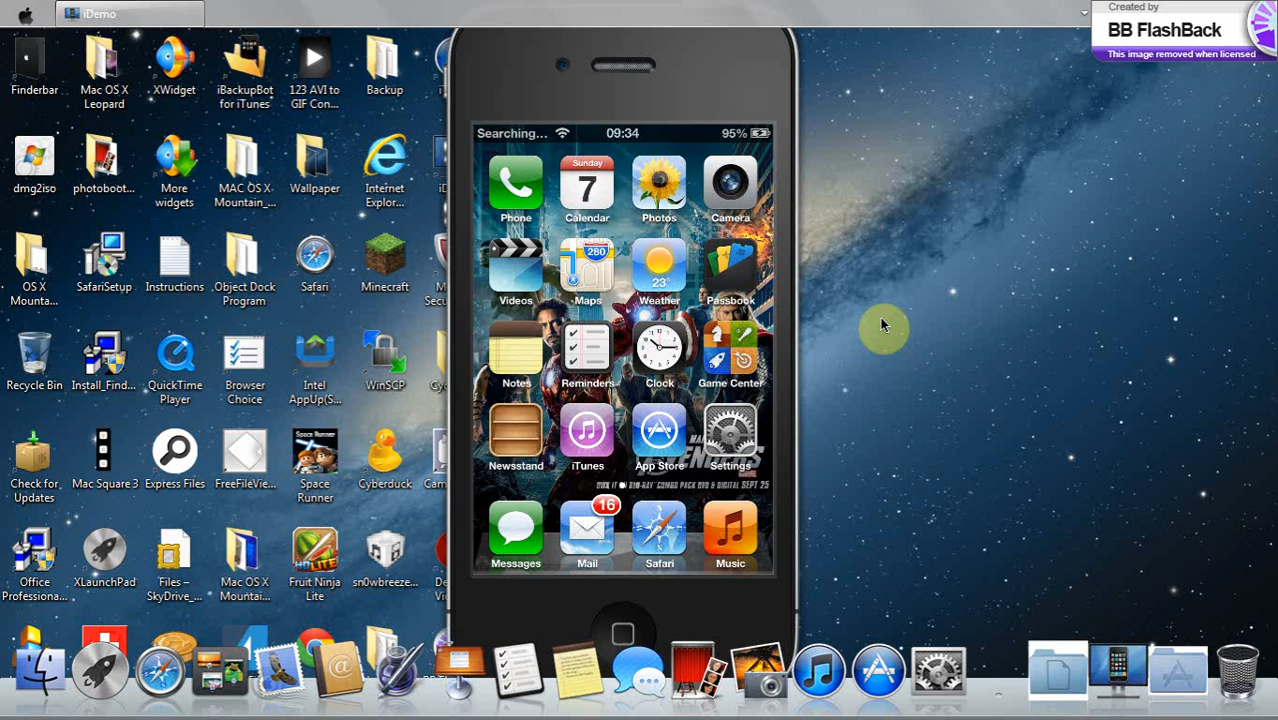 iDemo
Created by
BB FlashBack
This image removed when licensed
Finderbar
Mac OS X
Leopard
XWidget
iBackupBot
for iTunes
123 AVI to
GIF Con...
Backup
dmg2iso
photoboot...
More
widgets
MAC OS X
Mountain_...
Wallpaper
Internet
Explor...
OS X
Mounta...
SafariSetup
Instructions
Object Dock
Program
Safari
Minecraft
Recycle Bin
Install_Find...
QuickTime
Player
Browser
Choice
Intel
AppUp(S...
WinSCP
Check for
Updates
Mac Square 3
Express Files
FreeFileVie...
Space
Runner
Cyberduck
Office
Professiona...
XLaunchPad
Files –
SkyDrive_...
Mac OS X
Mountai...
Fruit Ninja
Lite
sn0wbreeze...
Searching...
09:34
95%
Sunday
7
Phone
Calendar
Photos
Camera
280
23°
Videos
Maps
Weather
Passbook
Notes
Reminders
Clock
Game Center
Newsstand
iTunes
App Store
Settings
16
Messages
Mail
Safari
Music